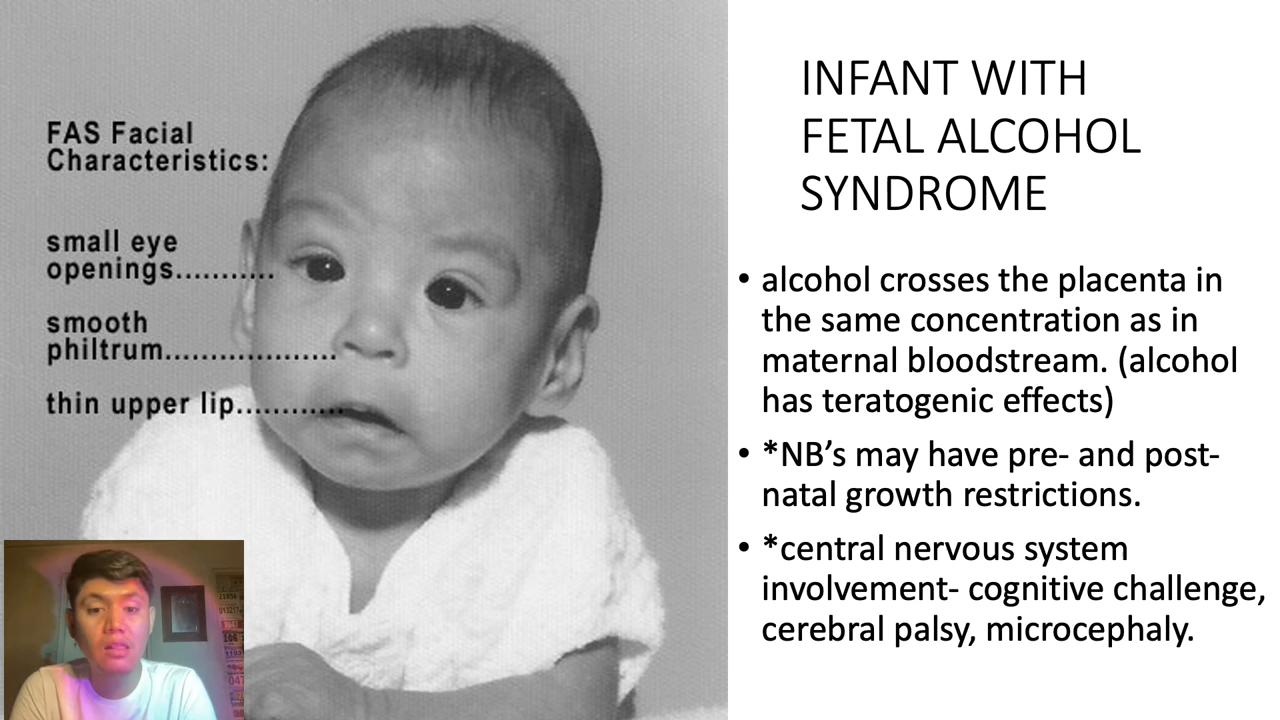 FAS Facial
Characteristics:
small eye
openings...........
smooth
philtrum....................
thin upper lip.............
INFANT WITH
FETAL ALCOHOL
SYNDROME
• alcohol crosses the placenta in
the same concentration as in
maternal bloodstream. (alcohol
has teratogenic effects)
• *NB’s may have pre- and post-
natal growth restrictions.
• *central nervous system
involvement- cognitive challenge,
cerebral palsy, microcephaly.